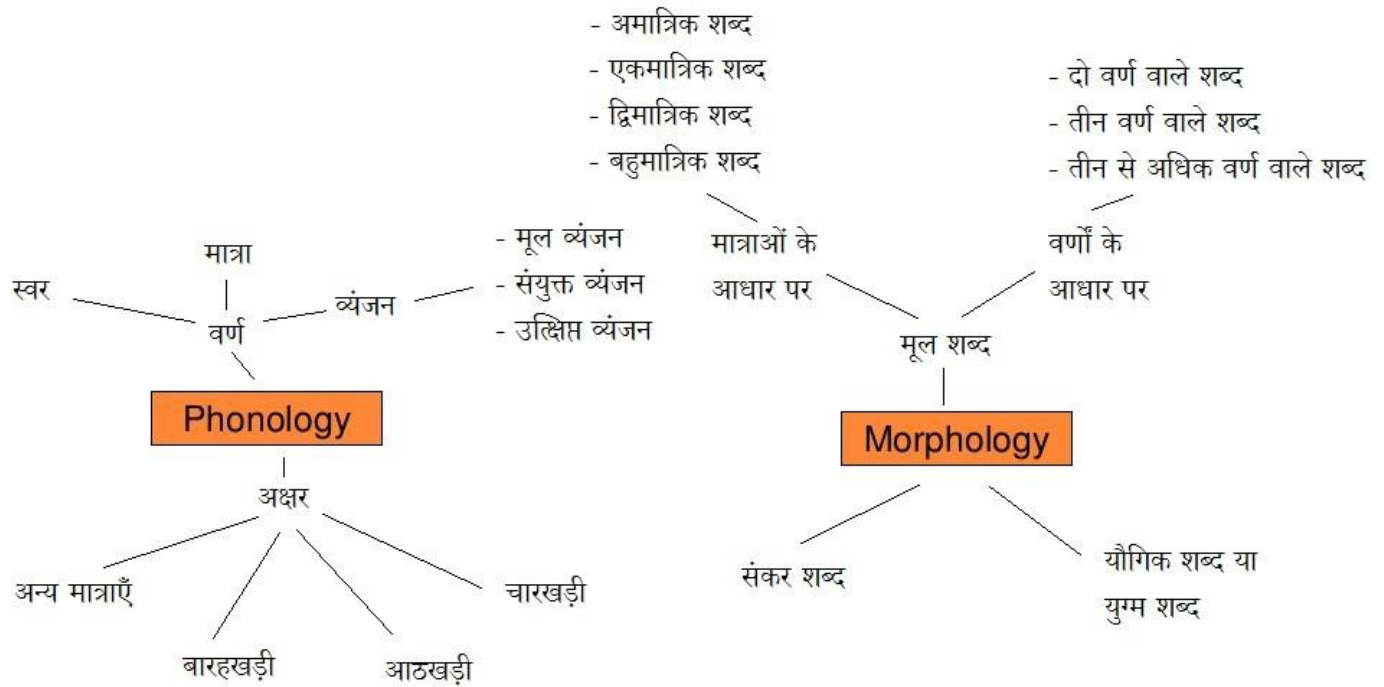 - अमात्रिक शब्द
- एकमात्रिक शब्द
- द्विमात्रिक शब्द
- बहुमात्रिक शब्द
- दो वर्ण वाले शब्द
- तीन वर्ण वाले शब्द
- तीन से अधिक वर्ण वाले शब्द
मात्राओं के
आधार पर
वर्णों के
आधार पर
मूल शब्द
Morphology
संकर शब्द
यौगिक शब्द या
युग्म शब्द
स्वर
मात्रा
व्यंजन
- मूल व्यंजन
- संयुक्त व्यंजन
- उत्क्षिप्त व्यंजन
वर्ण
Phonology
अक्षर
अन्य मात्राएँ
बारहखड़ी
आठखड़ी
चारखड़ी